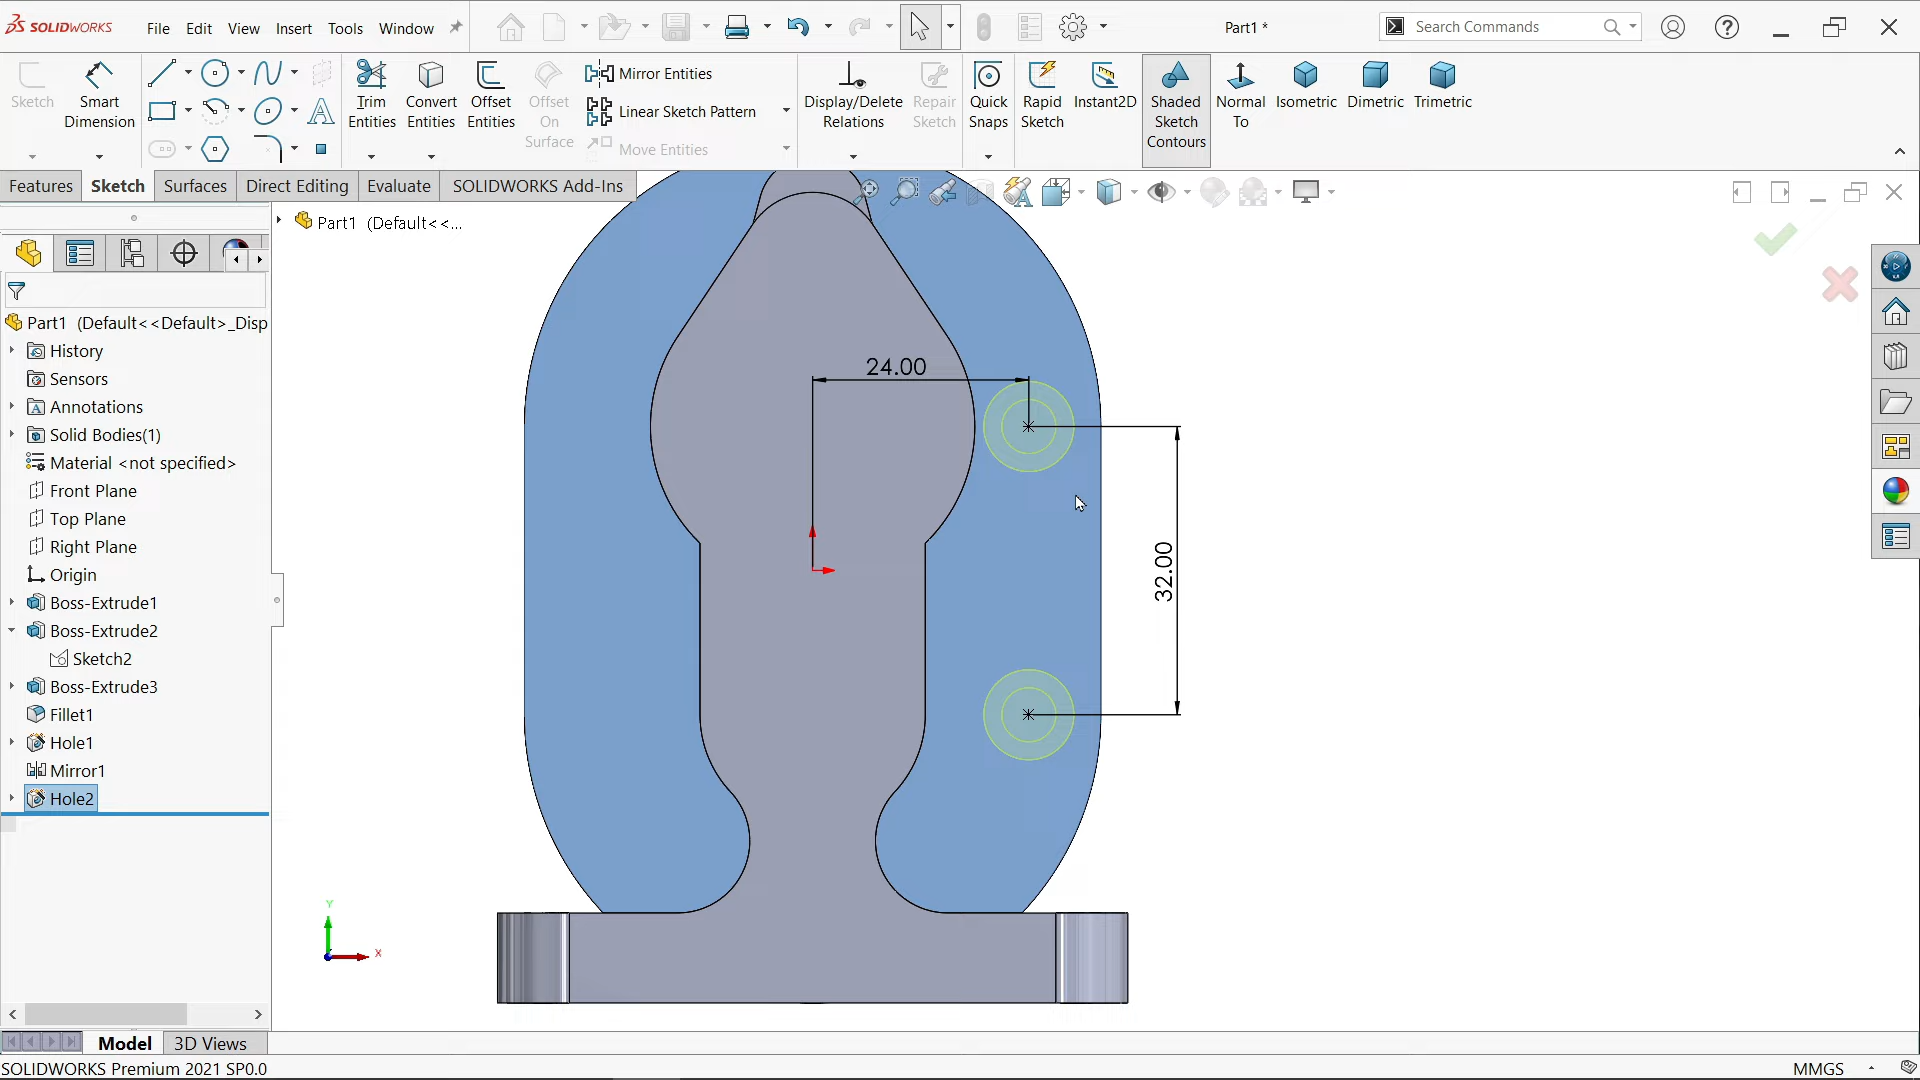 SOLIDWORKS File Edit View Insert Tools Window Part1 * Search Commands
Sketch Smart Dimension Trim Entities Convert Entities Offset Entities Offset On Surface Mirror Entities Linear Sketch Pattern Move Entities Display/Delete Relations Repair Sketch Quick Snaps Rapid Sketch Instant2D Shaded Sketch Contours Normal To Isometric Dimetric Trimetric
Features Sketch Surfaces Direct Editing Evaluate SOLIDWORKS Add-Ins
Part1 (Default<<...
Part1 (Default<<Default>_Disp
History
Sensors
Annotations
Solid Bodies(1)
Material <not specified>
Front Plane
Top Plane
Right Plane
Origin
Boss-Extrude1
Boss-Extrude2
Sketch2
Boss-Extrude3
Fillet1
Hole1
Mirror1
Hole2
24.00
32.00
Y
X
Model 3D Views
SOLIDWORKS Premium 2021 SP0.0 MMGS